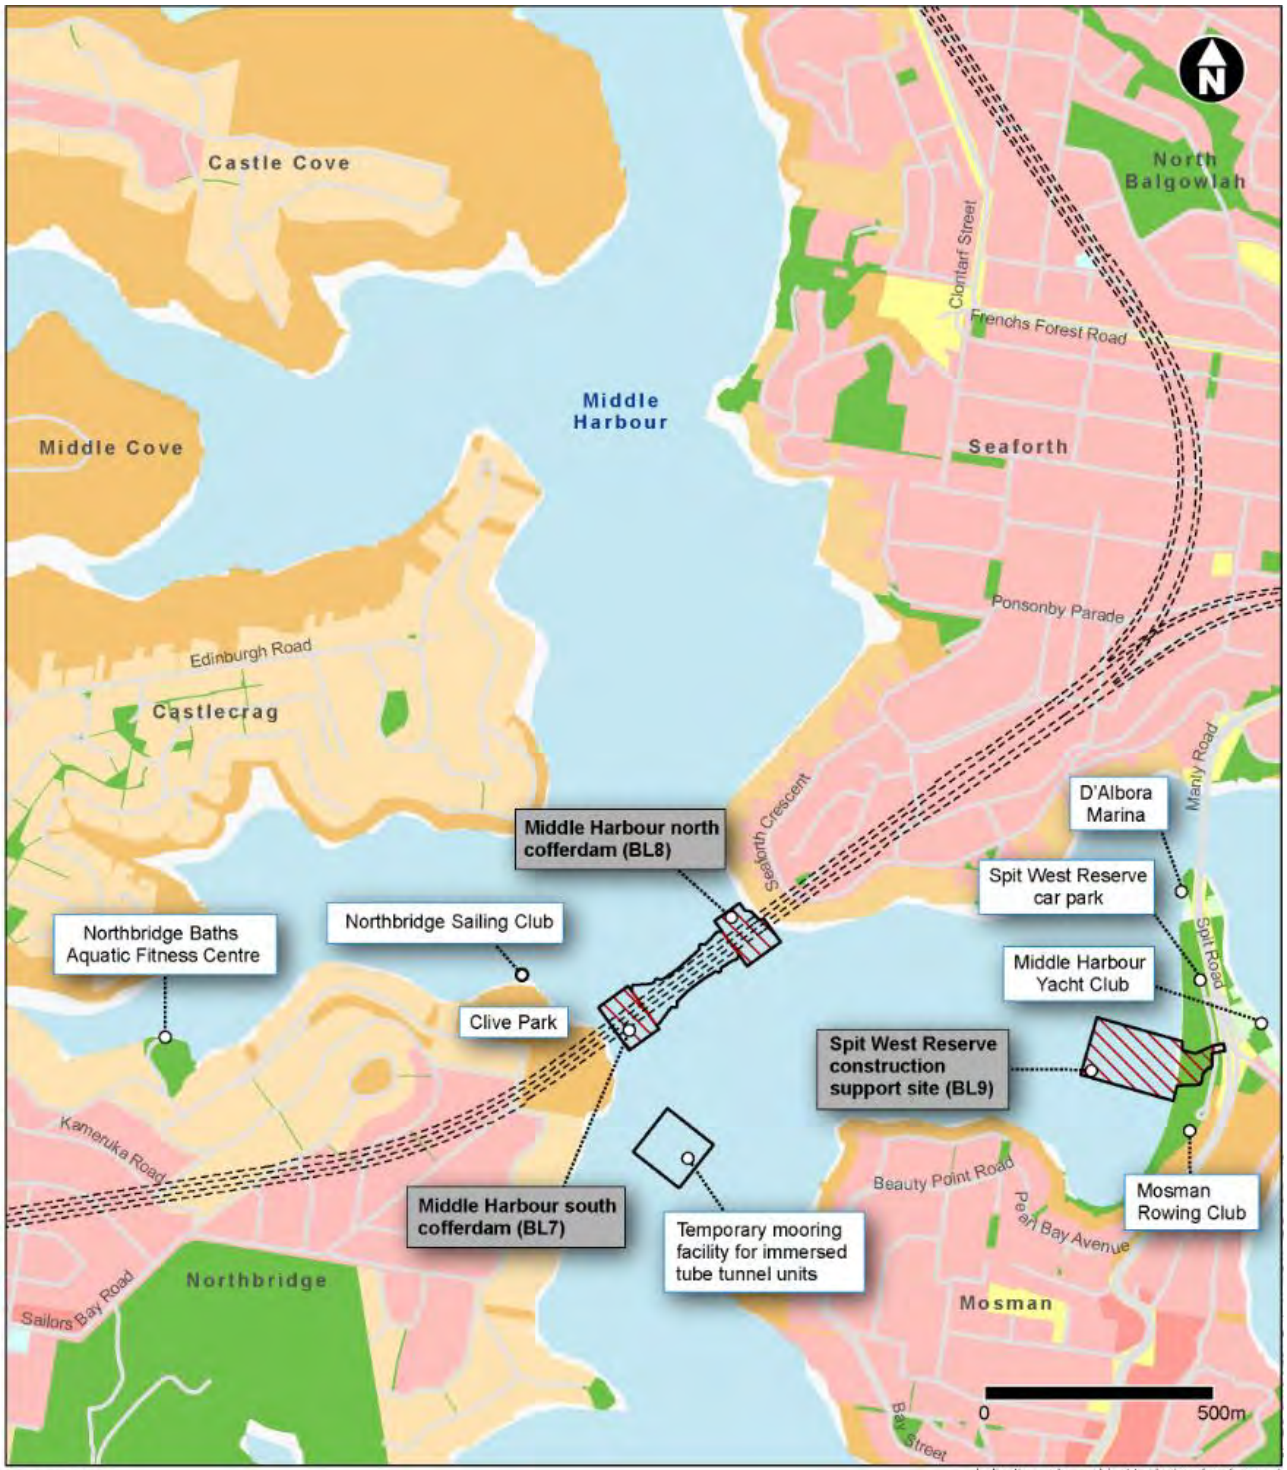 N
Castle Cove
North
Balgowlah
Clontarf Street
Frenchs Forest Road
Middle
Harbour
Middle Cove
Seaforth
Ponsonby Parade
Edinburgh Road
Castlecrag
Manly Road
D'Albora
Marina
Seaforth Crescent
Middle Harbour north
cofferdam (BL8)
Spit West Reserve
car park
Northbridge Sailing Club
Northbridge Baths
Aquatic Fitness Centre
Spit Road
Middle Harbour
Yacht Club
Clive Park
Spit West Reserve
construction
support site (BL9)
Kameruka Road
Beauty Point Road
Pearl Bay Avenue
Middle Harbour south
cofferdam (BL7)
Mosman
Rowing Club
Temporary mooring
facility for immersed
tube tunnel units
Northbridge
Sailors Bay Road
Mosman
0 500m
Bay Street